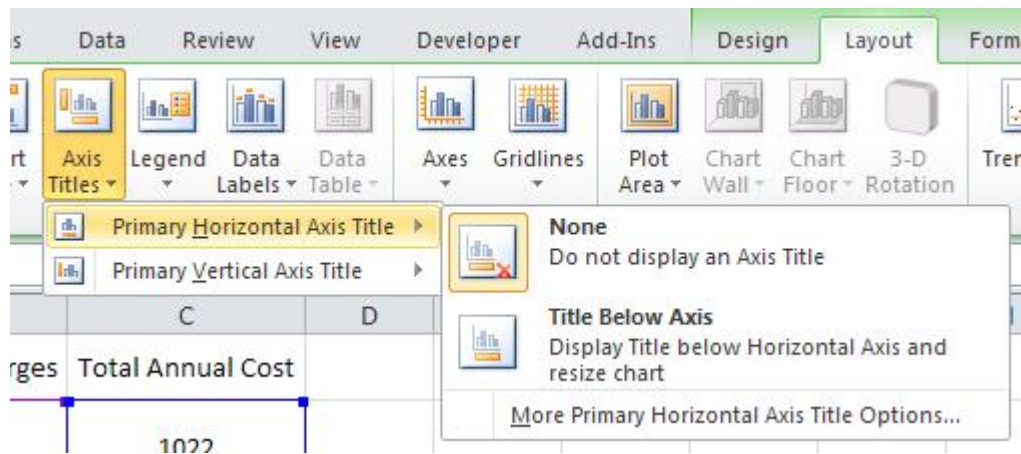 s Data Review View Developer Add-Ins Design Layout Form
rt Axis Legend Data Data Axes Gridlines Plot Chart Chart 3-D Tren
Titles Labels Table Area Wall Floor Rotation
Primary Horizontal Axis Title
None
Do not display an Axis Title
Primary Vertical Axis Title
Title Below Axis
Display Title below Horizontal Axis and
resize chart
More Primary Horizontal Axis Title Options...
C D
rges Total Annual Cost
1022